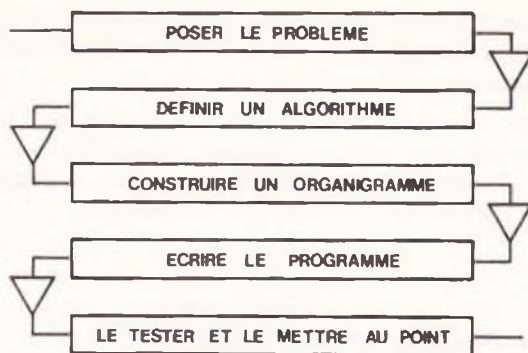 POSER LE PROBLEME
DEFINIR UN ALGORITHME
CONSTRUIRE UN ORGANIGRAMME
ECRIRE LE PROGRAMME
LE TESTER ET LE METTRE AU POINT